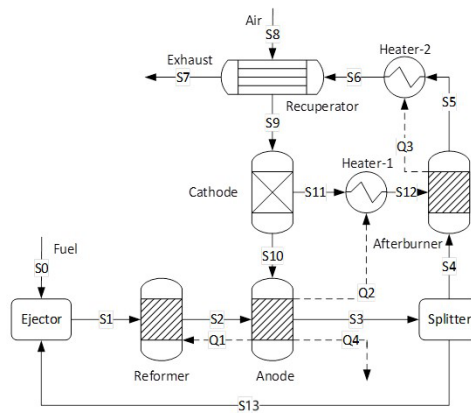 Air
S8
Exhaust
Heater-2
S7
S6
Recuperator
S5
S9
Q3
Heater-1
Cathode
S11
S12
Afterburner
S10
S4
Fuel
S0
Q2
Ejector
S1
S2
S3
Splitter
Q1
Q4
Reformer
Anode
S13